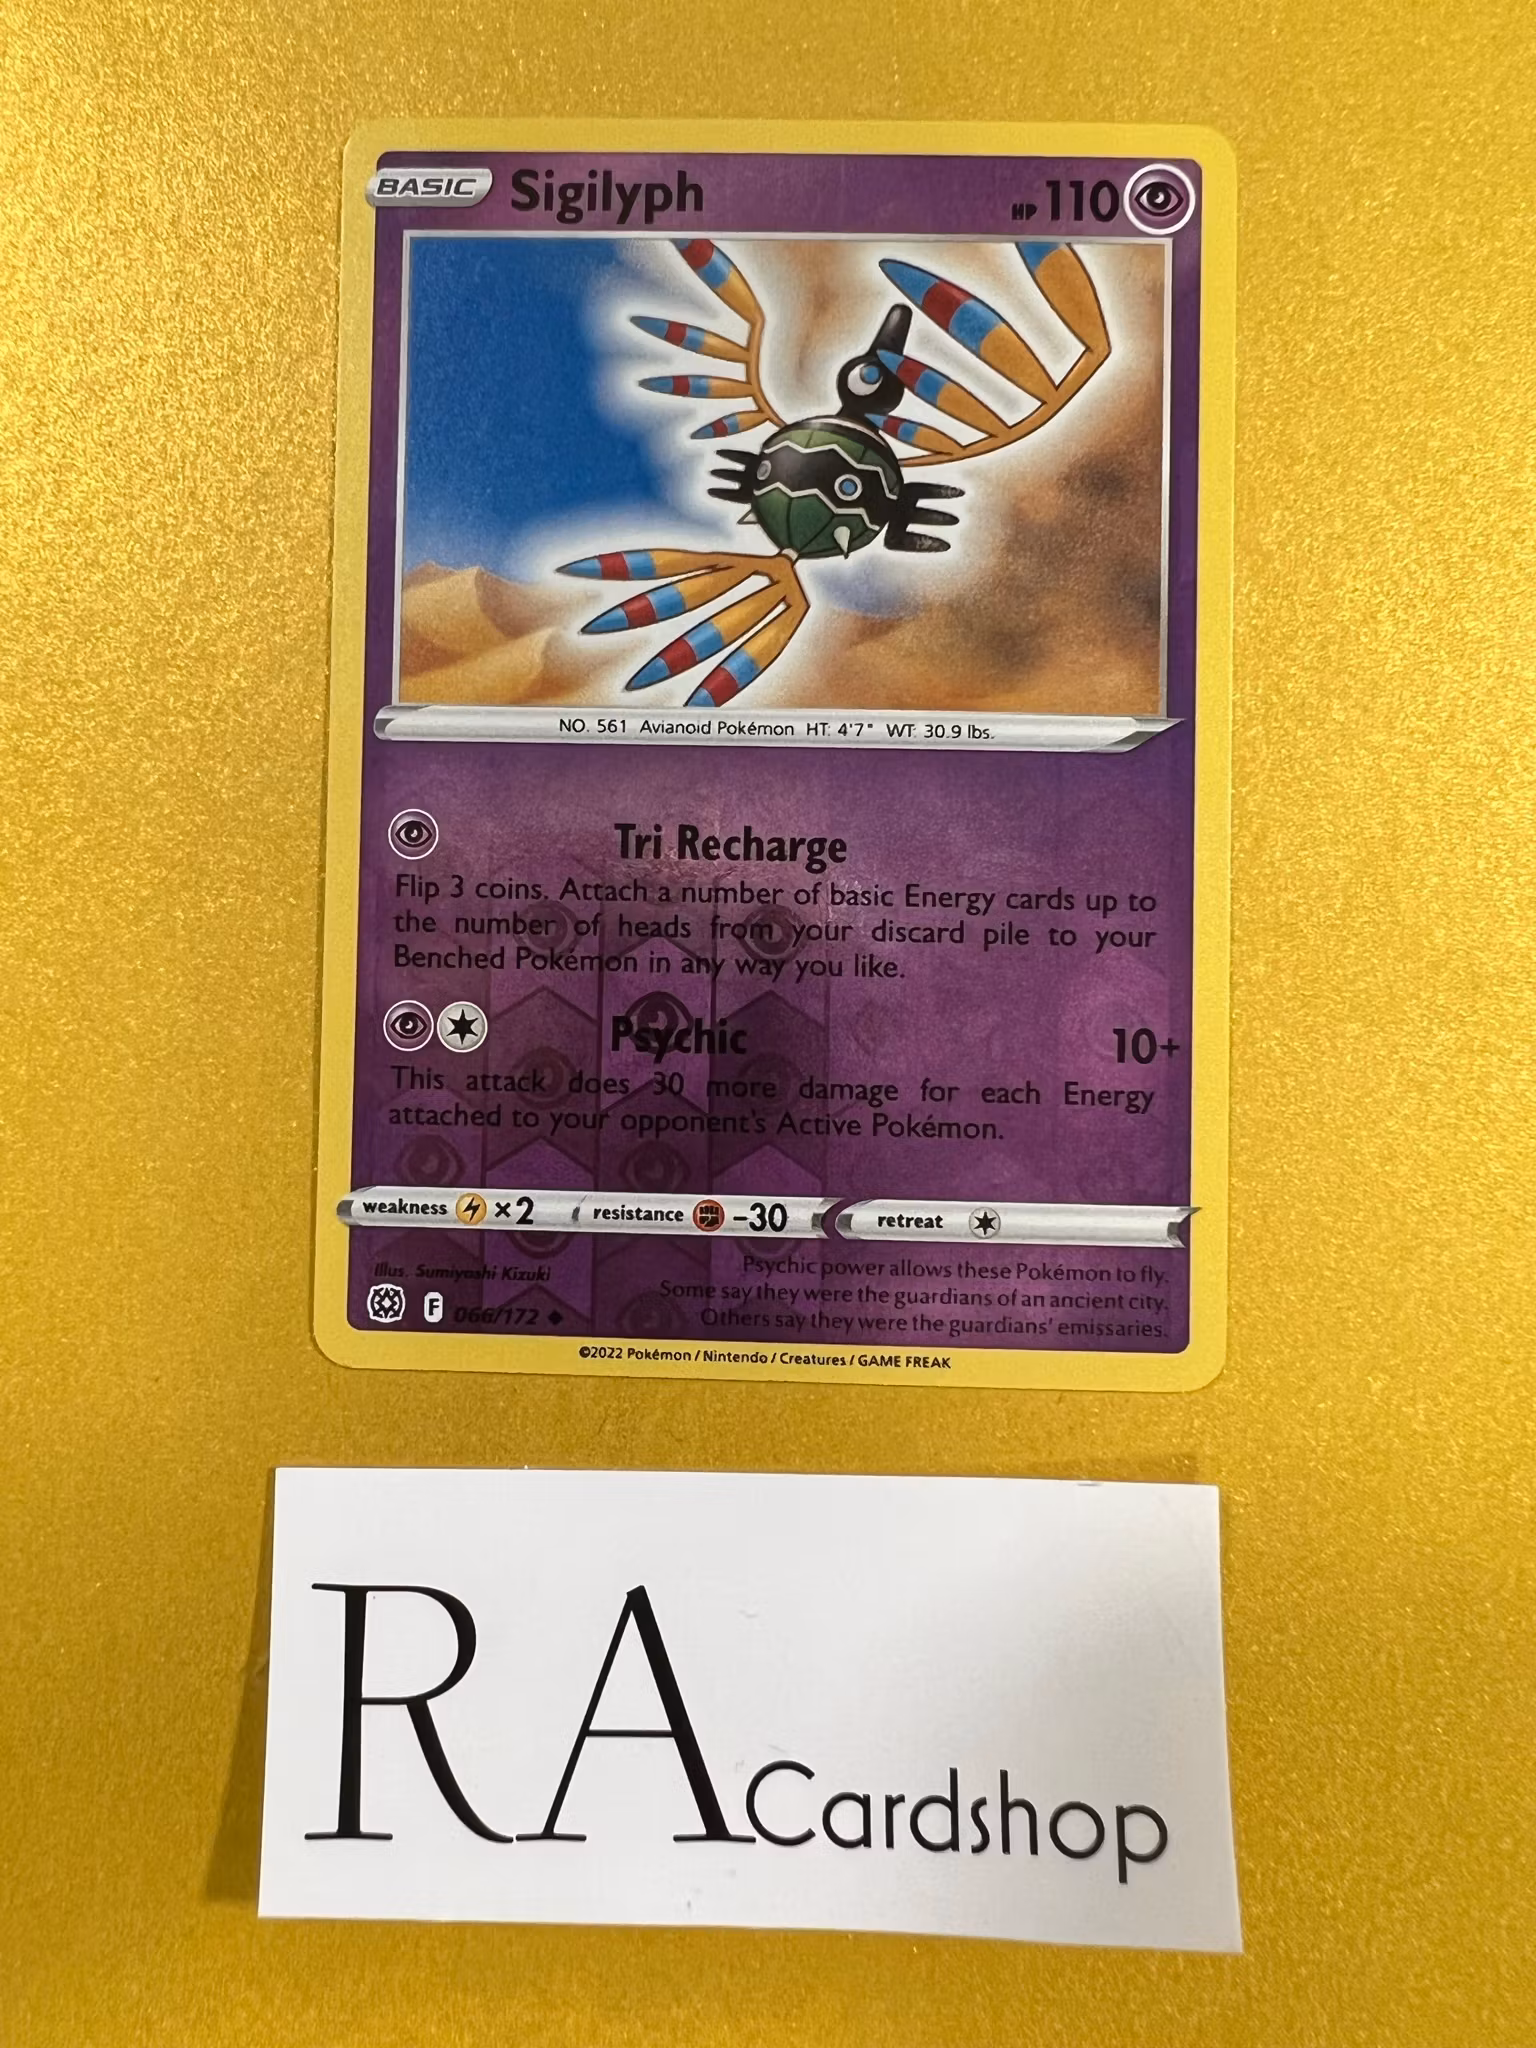 BASIC Sigilyph HP 110
NO. 561 Avianoid Pokémon HT: 4'7" WT: 30.9 lbs.
Tri Recharge
Flip 3 coins. Attach a number of basic Energy cards up to
the number of heads from your discard pile to your
Benched Pokémon in any way you like.
Psychic 10+
This attack does 30 more damage for each Energy
attached to your opponent's Active Pokémon.
weakness ×2 resistance -30 retreat
Illus. Sumiyoshi Kizuki
Psychic power allows these Pokémon to fly.
Some say they were the guardians of an ancient city.
Others say they were the guardians' emissaries.
F 066/172
©2022 Pokémon / Nintendo / Creatures / GAME FREAK
RA Cardshop